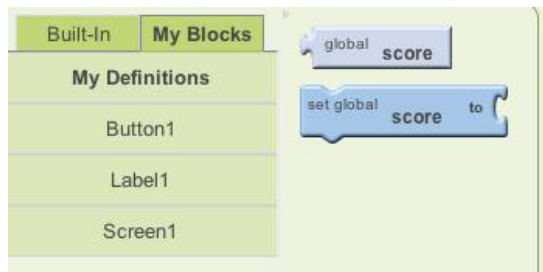 Built-In My Blocks
My Definitions
Button1
Label1
Screen1
global score
set global score to